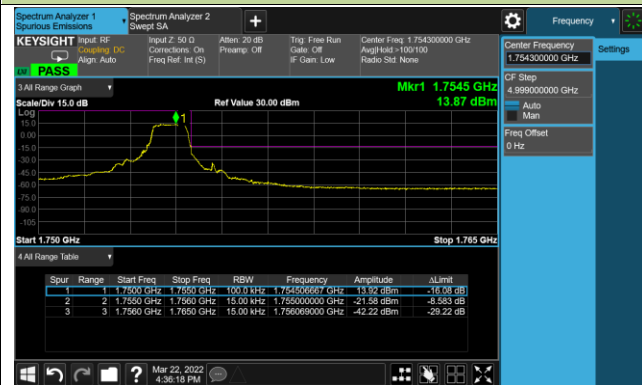 Spectrum Analyzer 1
Spurious Emissions
Spectrum Analyzer 2
Swept SA
+
Frequency
KEYSIGHT
Input: RF
Coupling: DC
Align: Auto
Input Z: 50 Ω
Corrections: On
Freq Ref: Int (S)
Atten: 20 dB
Preamp: Off
Trig: Free Run
Gate: Off
IF Gain: Low
Center Freq: 1.754300000 GHz
Avg|Hold:>100/100
Radio Std: None
LXI
PASS
Center Frequency
1.754300000 GHz
Settings
CF Step
4.999000000 GHz
Auto
Man
Freq Offset
0 Hz
3 All Range Graph
Mkr1 1.7545 GHz
13.87 dBm
Scale/Div 15.0 dB
Ref Value 30.00 dBm
Log
15.0
0.00
-15.0
-30.0
-45.0
-60.0
-75.0
-90.0
-105
1
Start 1.750 GHz
Stop 1.765 GHz
4 All Range Table
Spur Range Start Freq Stop Freq RBW Frequency Amplitude ΔLimit
1 1 1.7500 GHz 1.7550 GHz 100.0 kHz 1.754506667 GHz 13.92 dBm -16.08 dB
2 2 1.7550 GHz 1.7560 GHz 15.00 kHz 1.755000000 GHz -21.58 dBm -8.583 dB
3 3 1.7560 GHz 1.7650 GHz 15.00 kHz 1.756069000 GHz -42.22 dBm -29.22 dB
?
Mar 22, 2022
4:36:18 PM